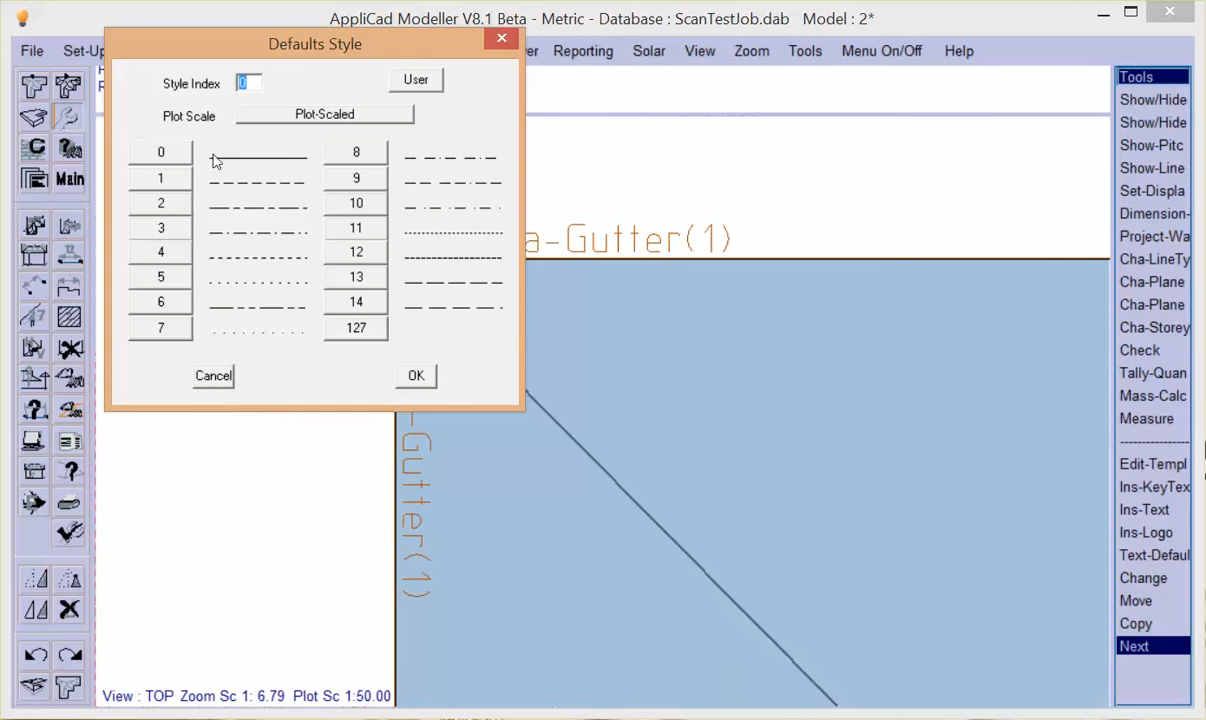 AppliCad Modeller V8.1 Beta - Metric - Database : ScanTestJob.dab Model : 2*
File Set-Up Reporting Solar View Zoom Tools Menu On/Off Help
Defaults Style
Style Index 0 User
Plot Scale Plot-Scaled
0 8
1 9
2 10
3 11
4 12
5 13
6 14
7 127
Cancel OK
Main
a-Gutter(1)
-Gutter(1)
View : TOP Zoom Sc 1: 6.79 Plot Sc 1:50.00
Tools
Show/Hide
Show/Hide
Show-Pitc
Show-Line
Set-Displa
Dimension-
Project-Wa
Cha-LineTy
Cha-Plane
Cha-Plane
Cha-Storey
Check
Tally-Quan
Mass-Calc
Measure
Edit-Templ
Ins-KeyTex
Ins-Text
Ins-Logo
Text-Defaul
Change
Move
Copy
Next